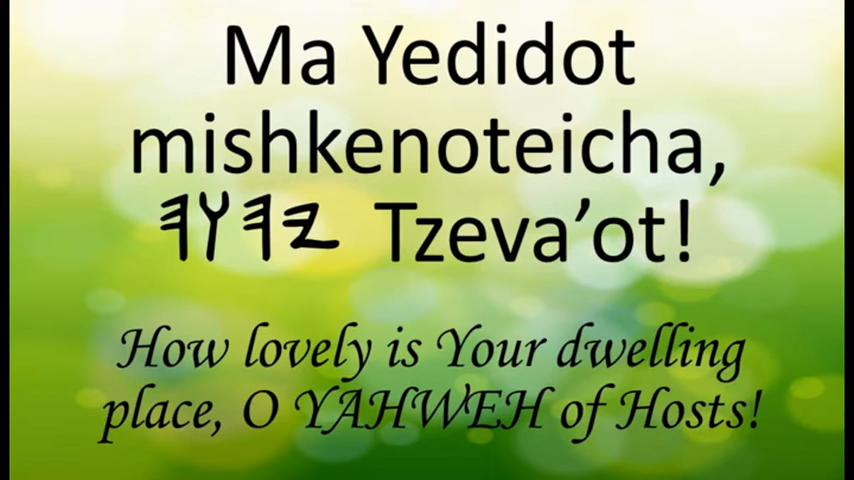 Ma Yedidot
mishkenoteicha,
𐤉𐤄𐤅𐤄 Tzeva’ot!
How lovely is Your dwelling
place, O YAHWEH of Hosts!